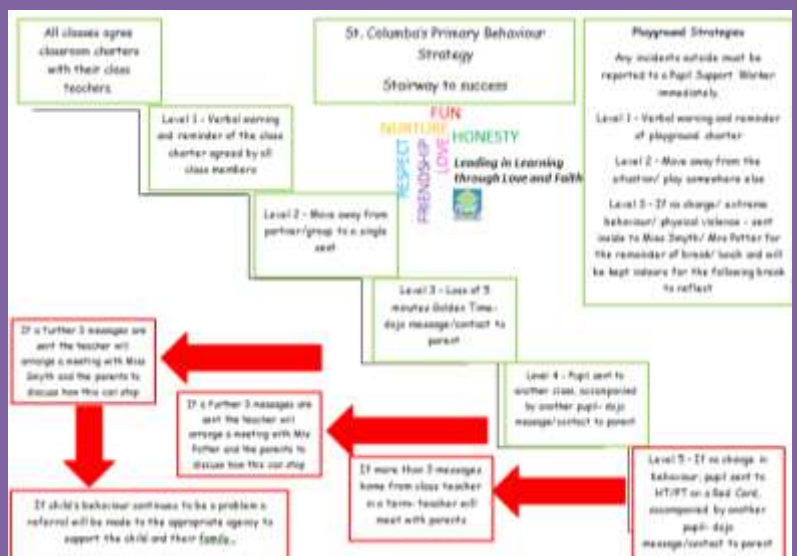 All classes agree
classroom charters
with their class
teachers.
St. Columba's Primary Behaviour
Strategy
Stairway to success
FUN
NURTURE
HONESTY
RESPECT
FRIENDSHIP
LOVE
Leading in Learning
through Love and Faith
Playground Strategies
Any incidents outside must be
reported to a Pupil Support Worker
immediately.
Level 1 - Verbal warning and reminder
of playground charter
Level 2 - Move away from the
situation/ play somewhere else
Level 3 - If no change/ extreme
behaviour/ physical violence - sent
inside to Miss Smyth/ Mrs Potter for
the remainder of break/ lunch and will
be kept indoors for the following break
to reflect
Level 1 - Verbal warning
and reminder of the class
charter agreed by all
class members
Level 2 - Move away from
partner/group to a single
seat
Level 3 - Loss of 5
minutes Golden Time-
dojo message/contact to
parent
Level 4 - Pupil sent to
another class, accompanied
by another pupil- dojo
message/contact to parent
Level 5 - If no change in
behaviour, pupil sent to
HT/PT on a Red Card,
accompanied by another
pupil- dojo
message/contact to parent
If more than 3 messages
home from class teacher
in a term- teacher will
meet with parents
If a further 3 messages are
sent the teacher will
arrange a meeting with Mrs
Potter and the parents to
discuss how this can stop
If a further 3 messages are
sent the teacher will
arrange a meeting with Miss
Smyth and the parents to
discuss how this can stop
If child's behaviour continues to be a problem a
referral will be made to the appropriate agency to
support the child and their family.